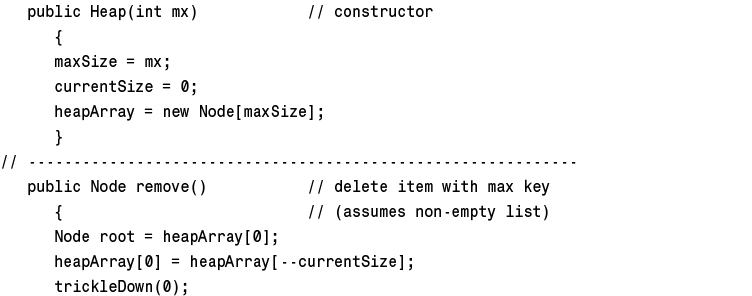 public Heap(int mx)            // constructor
      {
      maxSize = mx;
      currentSize = 0;
      heapArray = new Node[maxSize];
      }
// -------------------------------------------------------------
   public Node remove()           // delete item with max key
      {                           // (assumes non-empty list)
      Node root = heapArray[0];
      heapArray[0] = heapArray[--currentSize];
      trickleDown(0);